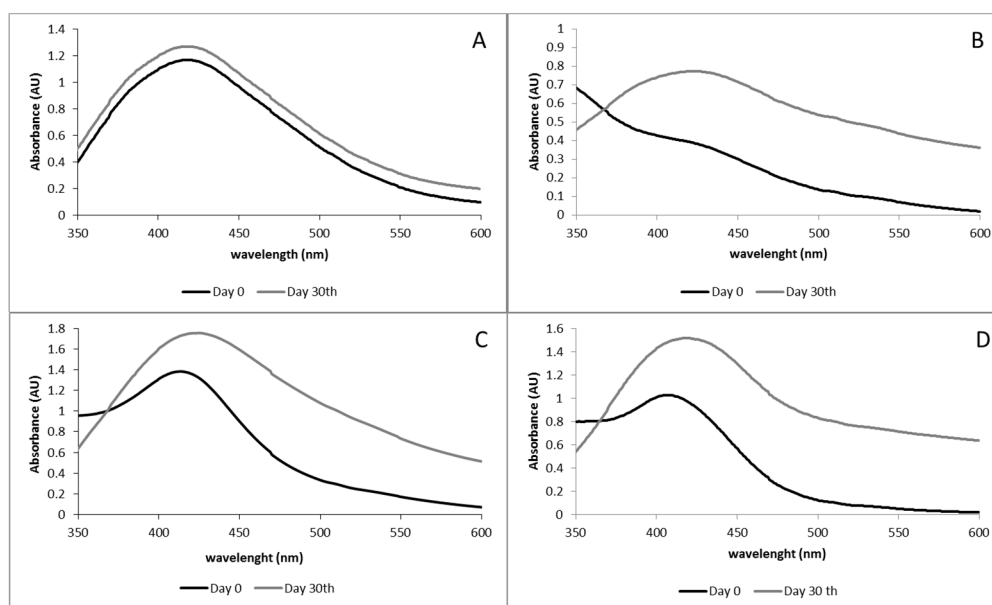 A
Absorbance (AU)
1.4
1.2
1
0.8
0.6
0.4
0.2
0
350 400 450 500 550 600
wavelength (nm)
Day 0 Day 30th
B
Absorbance (AU)
1
0.9
0.8
0.7
0.6
0.5
0.4
0.3
0.2
0.1
0
350 400 450 500 550 600
wavelenght (nm)
Day 0 Day 30th
C
Absorbance (AU)
1.8
1.6
1.4
1.2
1
0.8
0.6
0.4
0.2
0
350 400 450 500 550 600
wavelenght (nm)
Day 0 Day 30th
D
Absorbance (AU)
1.6
1.4
1.2
1
0.8
0.6
0.4
0.2
0
350 400 450 500 550 600
wavelenght (nm)
Day 0 Day 30 th